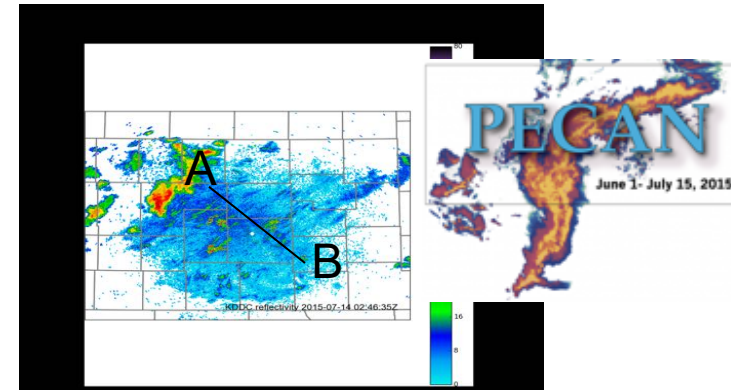 80
PECAN
June 1- July 15, 2015
A
B
KDDC reflectivity 2015-07-14 02:46:35Z
16
8
0